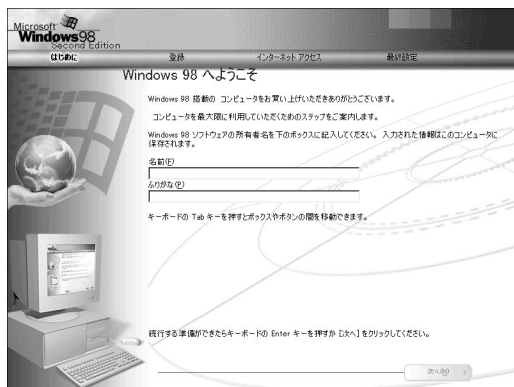 Microsoft
Windows98
Second Edition
はじめに
登録
インターネット アクセス
最終設定
Windows 98 へようこそ
Windows 98 搭載の コンピュータをお買い上げいただきありがとうございます。
コンピュータを最大限に利用していただくためのステップをご案内します。
Windows 98 ソフトウェアの所有者名を下のボックスに記入してください。 入力された情報はこのコンピュータに
保存されます。
名前(F)
ふりがな(P)
キーボードの Tab キーを押すとボックスやボタンの間を移動できます。
続行する準備ができたらキーボードの Enter キーを押すか [次へ] をクリックしてください。
次へ(N)